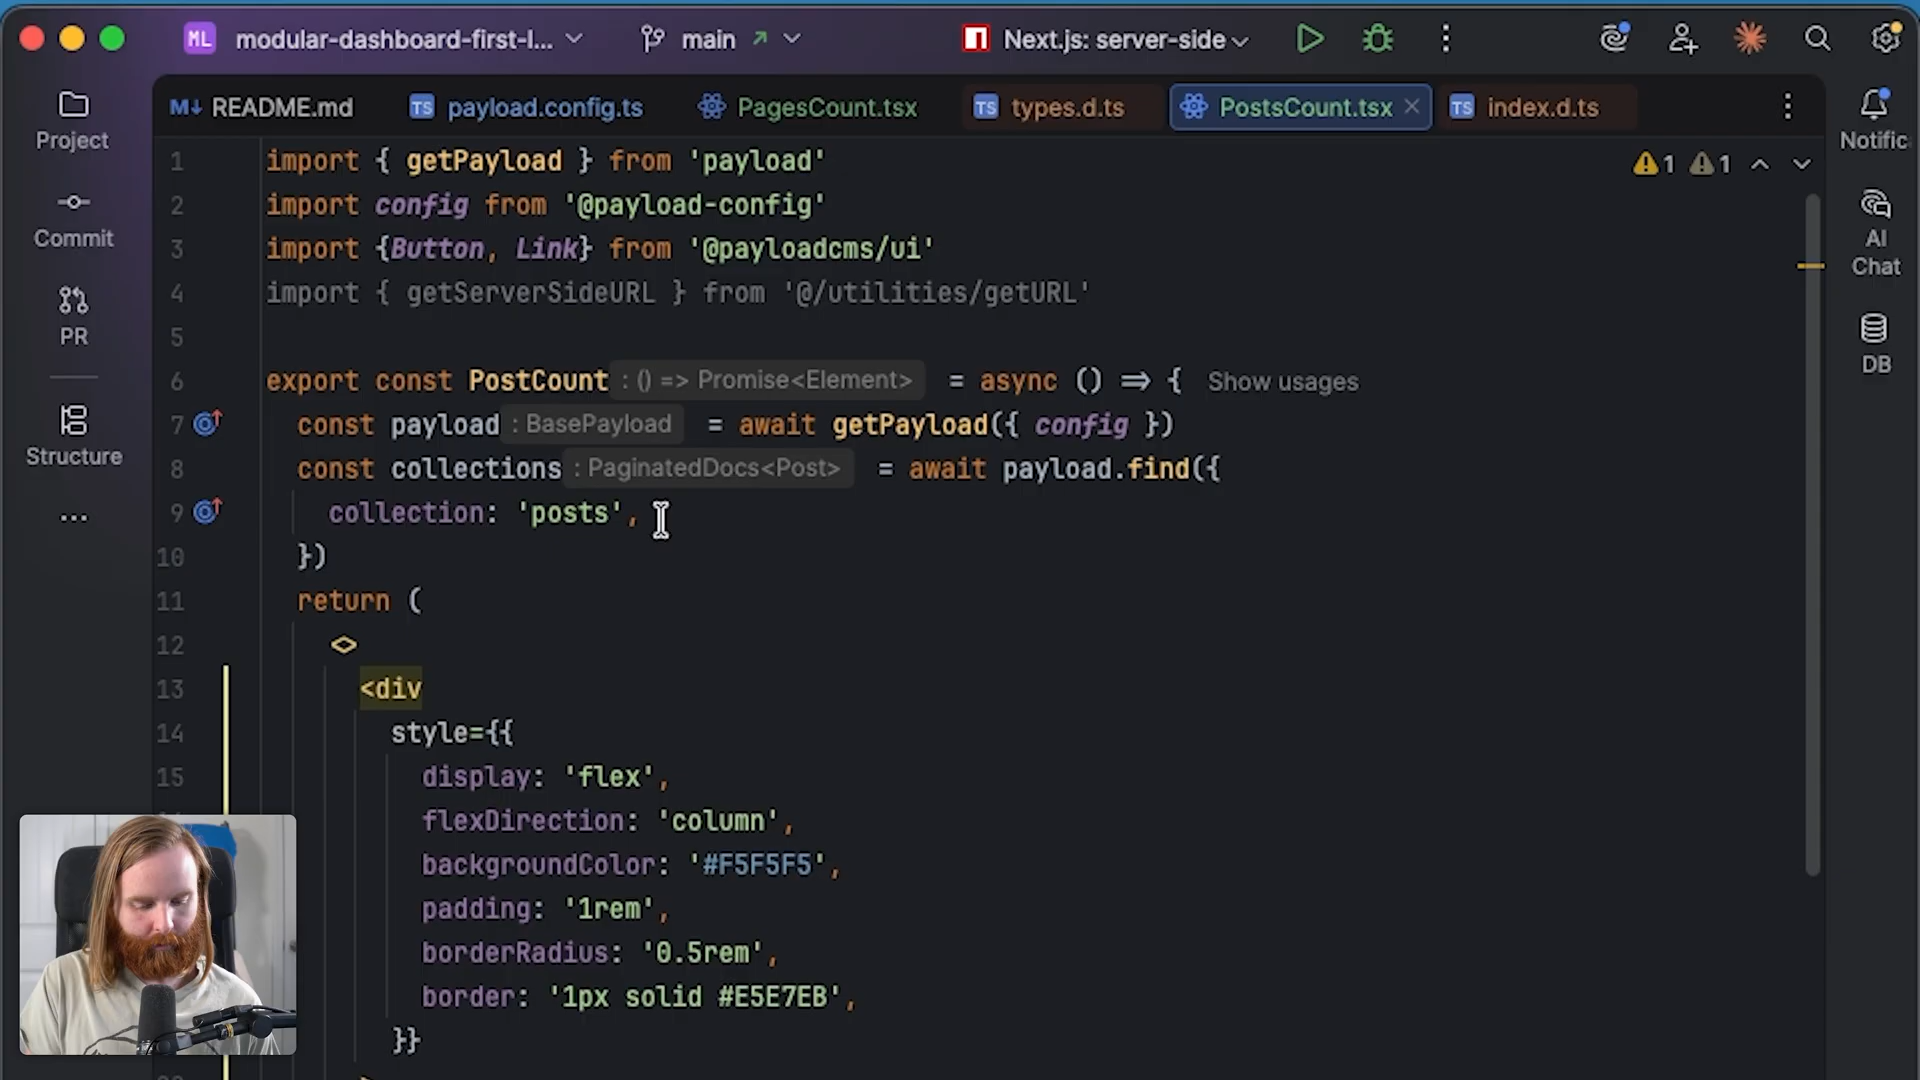 ML modular-dashboard-first-l... main Next.js: server-side
README.md payload.config.ts PagesCount.tsx types.d.ts PostsCount.tsx index.d.ts
Project
Commit
PR
Structure
...
1 import { getPayload } from 'payload'
2 import config from '@payload-config'
3 import {Button, Link} from '@payloadcms/ui'
4 import { getServerSideURL } from '@/utilities/getURL'
5
6 export const PostCount : () => Promise<Element> = async () => { Show usages
7 const payload : BasePayload = await getPayload({ config })
8 const collections : PaginatedDocs<Post> = await payload.find({
9 collection: 'posts',
10 })
11 return (
12 <>
13 <div
14 style={{
15 display: 'flex',
flexDirection: 'column',
backgroundColor: '#F5F5F5',
padding: '1rem',
borderRadius: '0.5rem',
border: '1px solid #E5E7EB',
}}
1 1
Notific
AI
Chat
DB